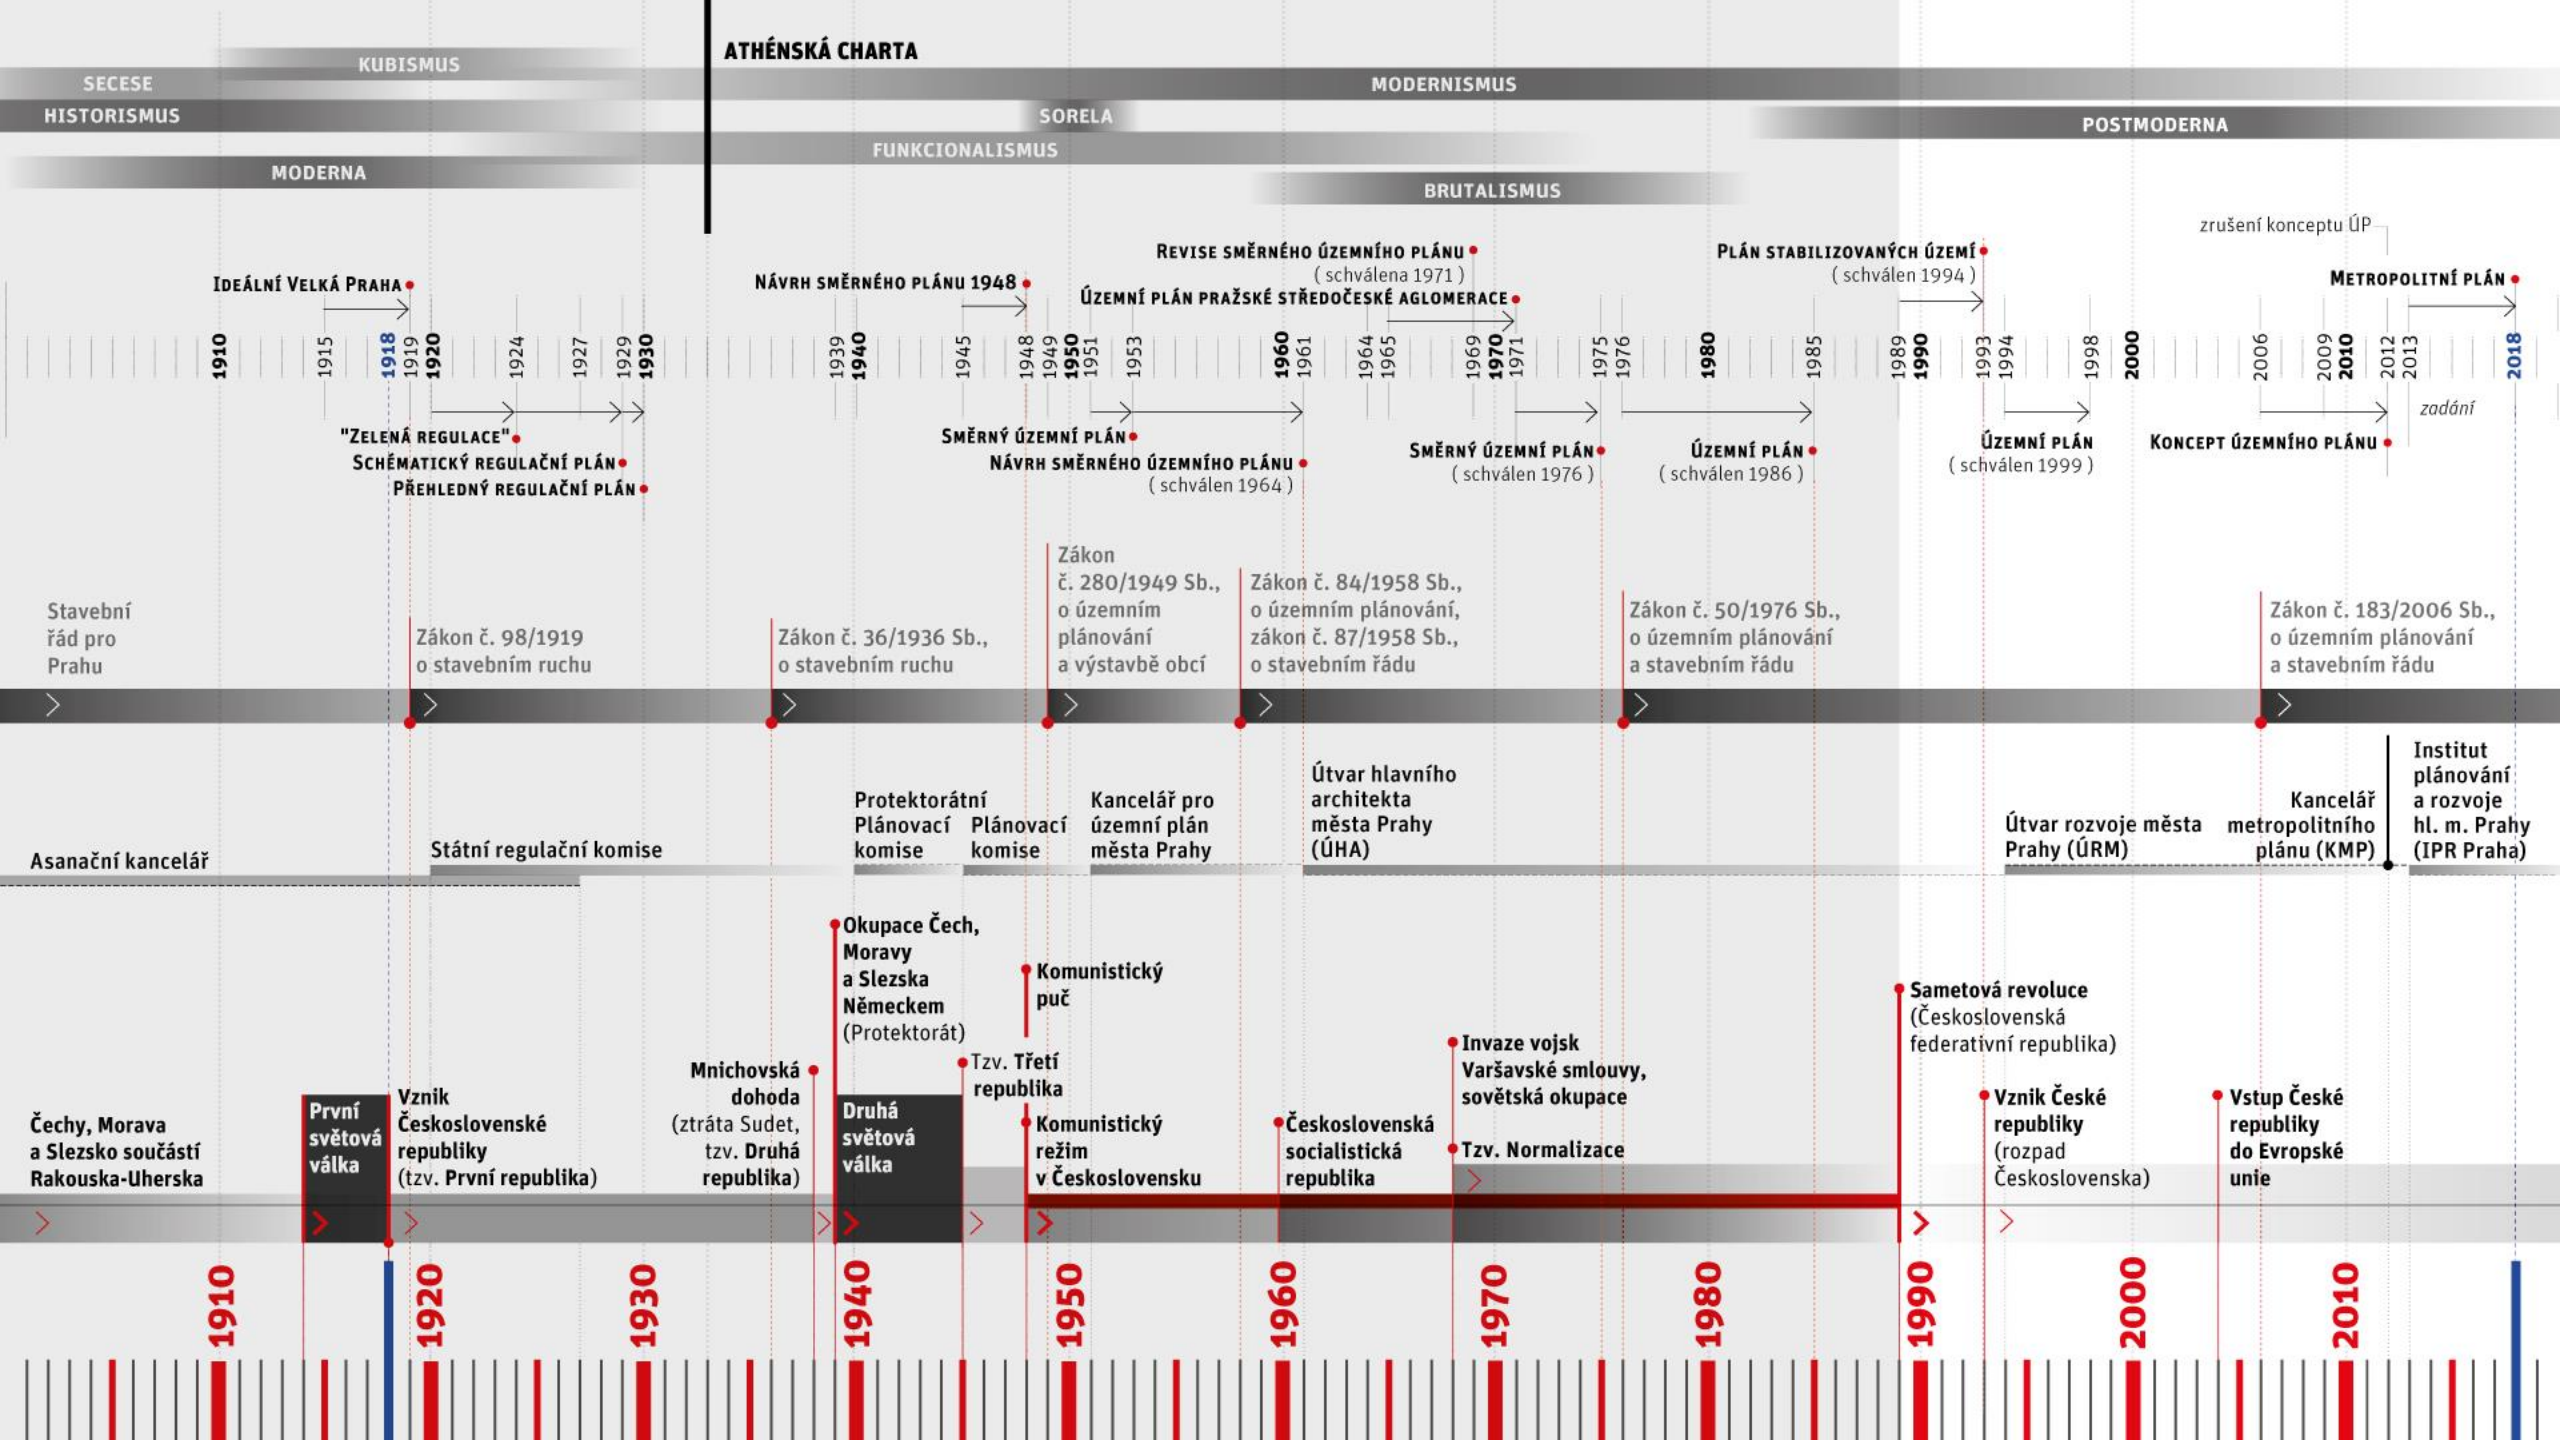 ATHÉNSKÁ CHARTA
KUBISMUS
SECESE
MODERNISMUS
HISTORISMUS
SORELA
POSTMODERNA
FUNKCIONALISMUS
MODERNA
BRUTALISMUS
zrušení konceptu ÚP
REVISE SMĚRNÉHO ÚZEMNÍHO PLÁNU
( schválena 1971 )
PLÁN STABILIZOVANÝCH ÚZEMÍ
( schválen 1994 )
IDEÁLNÍ VELKÁ PRAHA
NÁVRH SMĚRNÉHO PLÁNU 1948
ÚZEMNÍ PLÁN PRAŽSKÉ STŘEDOČESKÉ AGLOMERACE
METROPOLITNÍ PLÁN
1910
1915
1918
1919
1920
1924
1927
1929
1930
1939
1940
1945
1948
1949
1950
1951
1953
1960
1961
1964
1965
1969
1970
1971
1975
1976
1980
1985
1989
1990
1993
1994
1998
2000
2006
2009
2010
2012
2013
2018
zadání
"ZELENÁ REGULACE"
SCHÉMATICKÝ REGULAČNÍ PLÁN
PŘEHLEDNÝ REGULAČNÍ PLÁN
SMĚRNÝ ÚZEMNÍ PLÁN
NÁVRH SMĚRNÉHO ÚZEMNÍHO PLÁNU
( schválen 1964 )
SMĚRNÝ ÚZEMNÍ PLÁN
( schválen 1976 )
ÚZEMNÍ PLÁN
( schválen 1986 )
ÚZEMNÍ PLÁN
( schválen 1999 )
KONCEPT ÚZEMNÍHO PLÁNU
Stavební
řád pro
Prahu
Zákon č. 98/1919
o stavebním ruchu
Zákon č. 36/1936 Sb.,
o stavebním ruchu
Zákon
č. 280/1949 Sb.,
o územním
plánování
a výstavbě obcí
Zákon č. 84/1958 Sb.,
o územním plánování,
zákon č. 87/1958 Sb.,
o stavebním řádu
Zákon č. 50/1976 Sb.,
o územním plánování
a stavebním řádu
Zákon č. 183/2006 Sb.,
o územním plánování
a stavebním řádu
Asanační kancelář
Státní regulační komise
Protektorátní
Plánovací
komise
Plánovací
komise
Kancelář pro
územní plán
města Prahy
Útvar hlavního
architekta
města Prahy
(ÚHA)
Útvar rozvoje města
Prahy (ÚRM)
Kancelář
metropolitního
plánu (KMP)
Institut
plánování
a rozvoje
hl. m. Prahy
(IPR Praha)
Čechy, Morava
a Slezsko součástí
Rakouska-Uherska
První
světová
válka
Vznik
Československé
republiky
(tzv. První republika)
Mnichovská
dohoda
(ztráta Sudet,
tzv. Druhá
republika)
Okupace Čech,
Moravy
a Slezska
Německem
(Protektorát)
Druhá
světová
válka
Tzv. Třetí
republika
Komunistický
puč
Komunistický
režim
v Československu
Československá
socialistická
republika
Invaze vojsk
Varšavské smlouvy,
sovětská okupace
Tzv. Normalizace
Sametová revoluce
(Československá
federativní republika)
Vznik České
republiky
(rozpad
Československa)
Vstup České
republiky
do Evropské
unie
1910
1920
1930
1940
1950
1960
1970
1980
1990
2000
2010